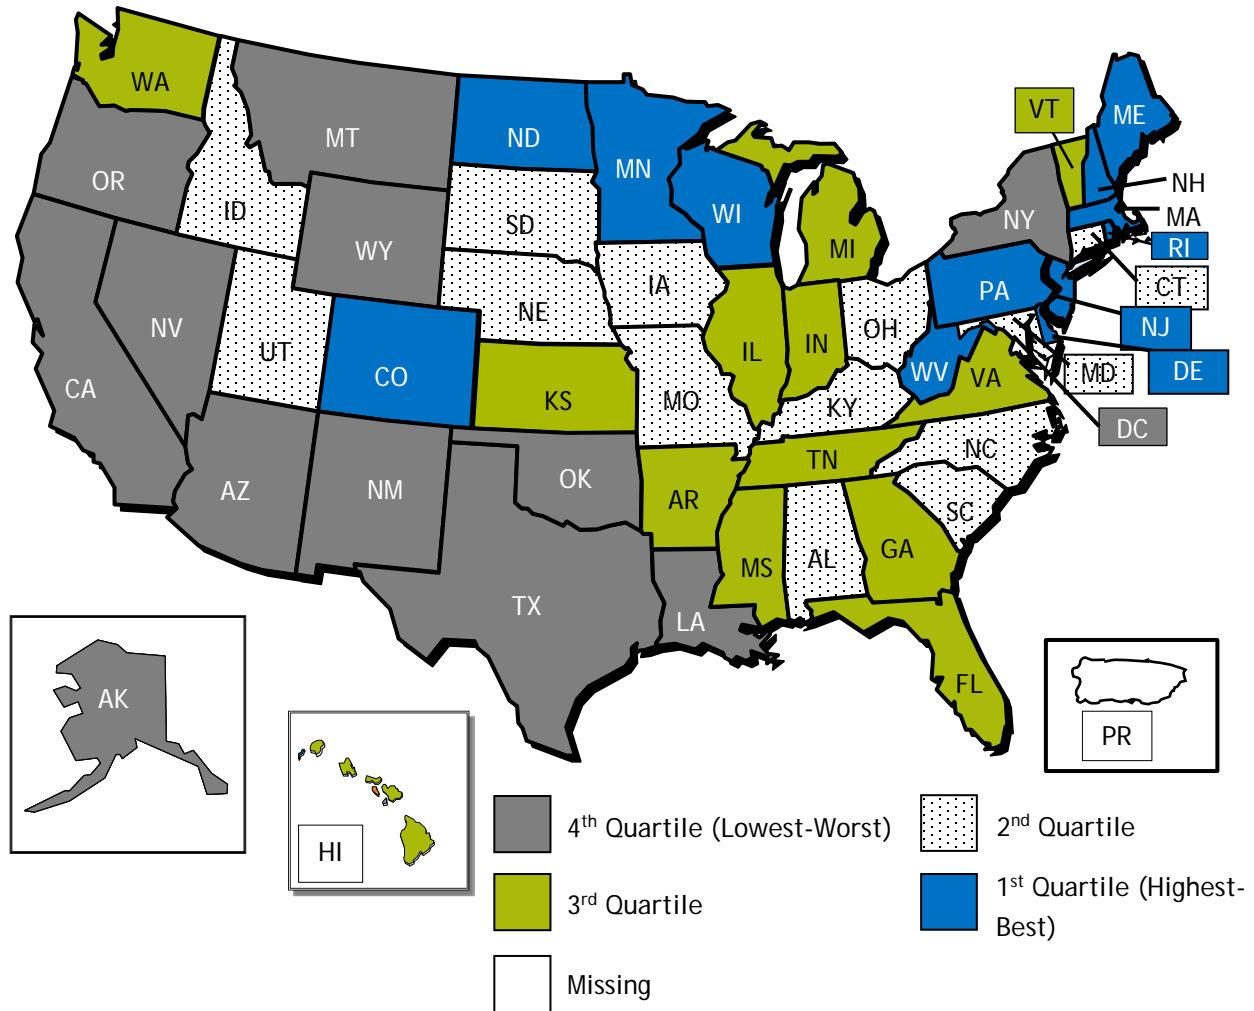 WA
VT
ME
MT
ND
MN
OR
NH
ID
SD
WI
NY
MA
WY
MI
RI
IA
PA
CT
NE
NV
OH
NJ
UT
IL
IN
CO
WV
VA
MD
DE
CA
KS
MO
KY
DC
TN
NC
AZ
NM
OK
AR
SC
GA
MS
AL
TX
LA
FL
AK
PR
HI
4th Quartile (Lowest-Worst)
2nd Quartile
3rd Quartile
1st Quartile (Highest-
Best)
Missing